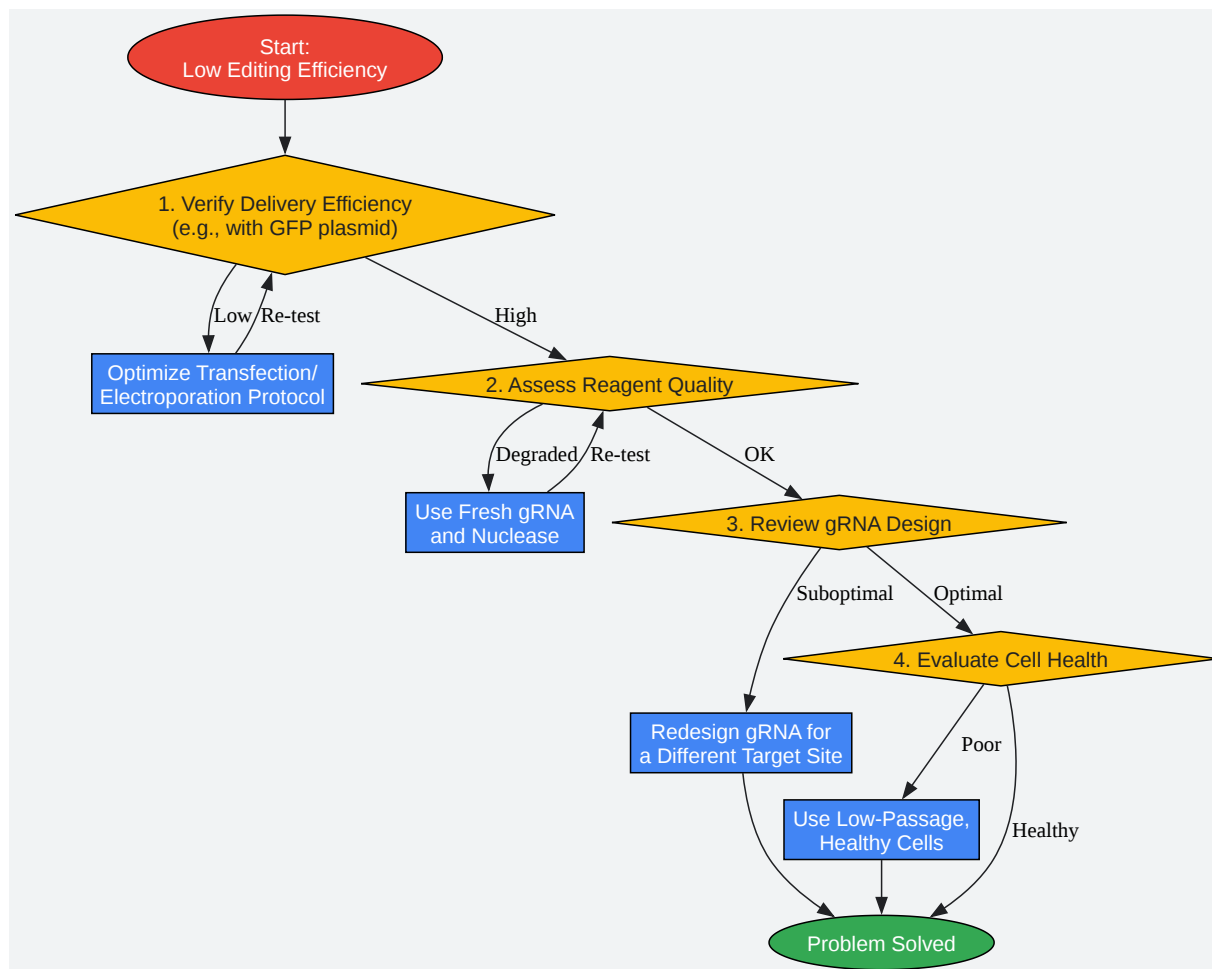 Start:
Low Editing Efficiency
1. Verify Delivery Efficiency
(e.g., with GFP plasmid)
Low
Re-test
High
Optimize Transfection/
Electroporation Protocol
2. Assess Reagent Quality
Degraded
Re-test
OK
Use Fresh gRNA
and Nuclease
3. Review gRNA Design
Suboptimal
Optimal
4. Evaluate Cell Health
Redesign gRNA for
a Different Target Site
Poor
Use Low-Passage,
Healthy Cells
Healthy
Problem Solved